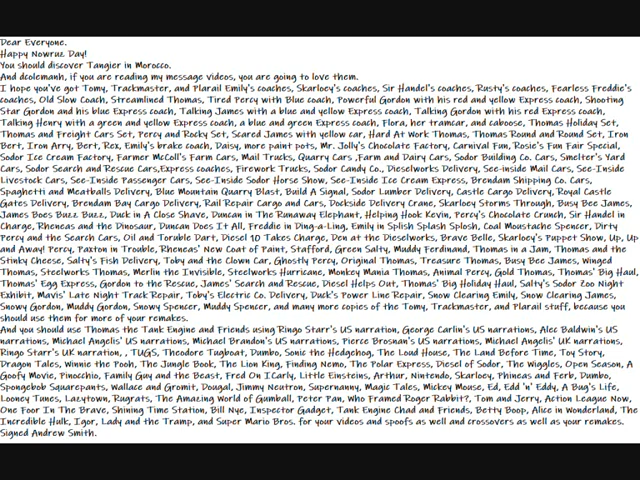 Dear Everyone.
Happy Nowruz Day!
You should discover Tangier in Morocco.
And dcolemanh, if you are reading my message videos, you are going to love them.
I hope you've got Tomy, Trackmaster, and Plarail Emily's coaches, Skarloey's coaches, Sir Handel's coaches, Rusty's coaches, Fearless Freddie's
coaches, Old Slow Coach, Streamlined Thomas, Tired Percy with Blue coach, Powerful Gordon with his red and yellow Express coach, Shooting
Star Gordon and his blue Express coach, Talking James with a blue and yellow Express coach, Talking Gordon with his red Express coach,
Talking Henry with a green and yellow Express coach, a blue and green Express coach, Flora, her tramcar, and caboose, Thomas Holiday Set,
Thomas and Freight Cars Set, Percy and Rocky Set, Scared James with yellow car, Hard At Work Thomas, Thomas Round and Round Set, Iron
Bert, Iron Arry, Bert, Rex, Emily's brake coach, Daisy, more paint pots, Mr. Jolly's Chocolate Factory, Carnival Fun, Rosie's Fun Fair Special,
Sodor Ice Cream Factory, Farmer McColl's Farm Cars, Mail Trucks, Quarry Cars ,Farm and Dairy Cars, Sodor Building Co. Cars, Smelter's Yard
Cars, Sodor Search and Rescue Cars,Express coaches, Firework Trucks, Sodor Candy Co., Dieselworks Delivery, See-inside Mail Cars, See-Inside
Livestock Cars, See-Inside Passenger Cars, See-Inside Sodor Horse Show, See-Inside Ice Cream Express, Brendam Shipping Co. Cars,
Spaghetti and Meatballs Delivery, Blue Mountain Quarry Blast, Build A Signal, Sodor Lumber Delivery, Castle Cargo Delivery, Royal Castle
Gates Delivery, Brendam Bay Cargo Delivery, Rail Repair Cargo and Cars, Dockside Delivery Crane, Skarloey Storms Through, Busy Bee James,
James Boes Buzz Buzz, Duck in A Close Shave, Duncan in The Runaway Elephant, Helping Hook Kevin, Percy's Chocolate Crunch, Sir Handel in
Charge,Rheneas and the Dinosaur, Duncan Does It All, Freddie in Ding-a-Ling, Emily in Splish Splash Splosh, Coal Moustache Spencer, Dirty
Percy and the Search Cars, Oil and Torable Dart, Diesel 10 Takes Charge, Den at the Dieselworks, Brave Belle, Skarloey's Puppet Show, Up, Up
and Away! Percy, Paxton in Trouble, Rheneas' New Coat of Paint, Stafford, Green Salty, Muddy Ferdinand, Thomas in a Jam, Thomas and the
Stinky Cheese, Salty's Fish Delivery, Toby and the Clown Car, Ghostly Percy, Original Thomas, Treasure Thomas, Busy Bee James, Winged
Thomas, Steelworks Thomas, Merlin the Invisible, Steelworks Hurricane, Monkey Mania Thomas, Animal Percy, Gold Thomas, Thomas' Big Haul,
Thomas' Egg Express, Gordon to the Rescue, James' Search and Rescue, Diesel Helps Out, Thomas' Big Holiday Haul, Salty's Sodor Zoo Night
Exhibit, Mavis' Late Night Track Repair, Toby's Electric Co. Delivery, Duck's Power Line Repair, Snow Clearing Emily, Snow Clearing James,
Snowy Gordon, Muddy Gordon, Snowy Spencer, Muddy Spencer, and many more copies of the Tomy, Trackmaster, and Plarail stuff, because you
should use them for more of your remakes.
And you should use Thomas the Tank Engine and Friends using Ringo Starr's US narration, George Carlin's US narrations, Alec Baldwin's US
narrations, Michael Angelis' US narrations, Michael Brandon's US narrations, Pierce Brosnan's US narrations, Michael Angelis' UK narration,
Ringo Starr's UK narration, , TUGS, Theodore Tugboat, Dumbo, Sonic the Hedgehog, The Loud House, The Land Before Time, Toy Story,
Dragon Tales, Winnie the Pooh, The Jungle Book, The Lion King, Finding Nemo, The Polar Express, Diesel of Sodor, The Wiggles, Open Season, A
Goofy Movie, Pinocchio, Family Guy and the Beast, Fred On ICarly, Little Einsteins, Arthur, Nintendo, Skarloey, Phineas and Ferb, Dumbo,
Spongebob Squarepants, Wallace and Gromit, Dougal, Jimmy Neutron, Supernanny, Magic Tales, Mickey Mouse, Ed, Edd 'n' Eddy, A Bug's Life,
Looney Tunes, Lazytown, Rugrats, The Amazing World of Gumball, Peter Pan, Who Framed Roger Rabbit?, Tom and Jerry, Action League Now,
One Foor In The Brave, Shining Time Station, Bill Nye, Inspector Gadget, Tank Engine Chad and Friends, Betty Boop, Alice in Wonderland, The
Incredible Hulk, Igor, Lady and the Tramp, and Super Mario Bros. for your videos and spoofs as well and crossovers as well as your remakes.
Signed Andrew Smith.